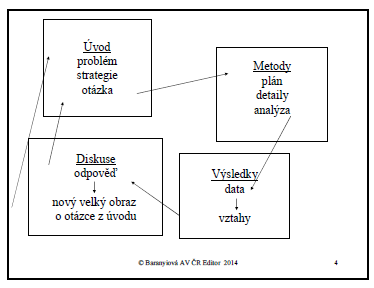 Úvod
problém
strategie
otázka
Metody
plán
detaily
analýza
Diskuse
odpověď
nový velký obraz
o otázce z úvodu
Výsledky
data
vztahy
© Baranyiová AV ČR Editor 2014
4